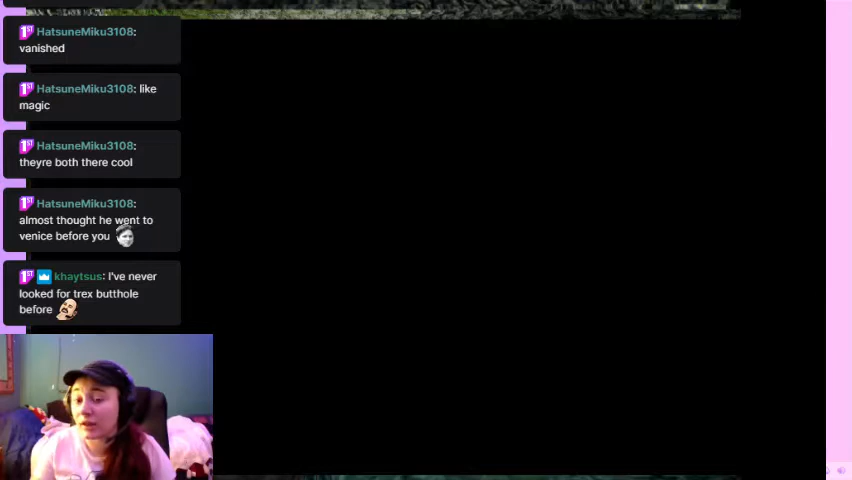 HatsuneMiku3108:
vanished
HatsuneMiku3108: like
magic
HatsuneMiku3108:
theyre both there cool
HatsuneMiku3108:
almost thought he went to
venice before you
khaytsus: I've never
looked for trex butthole
before